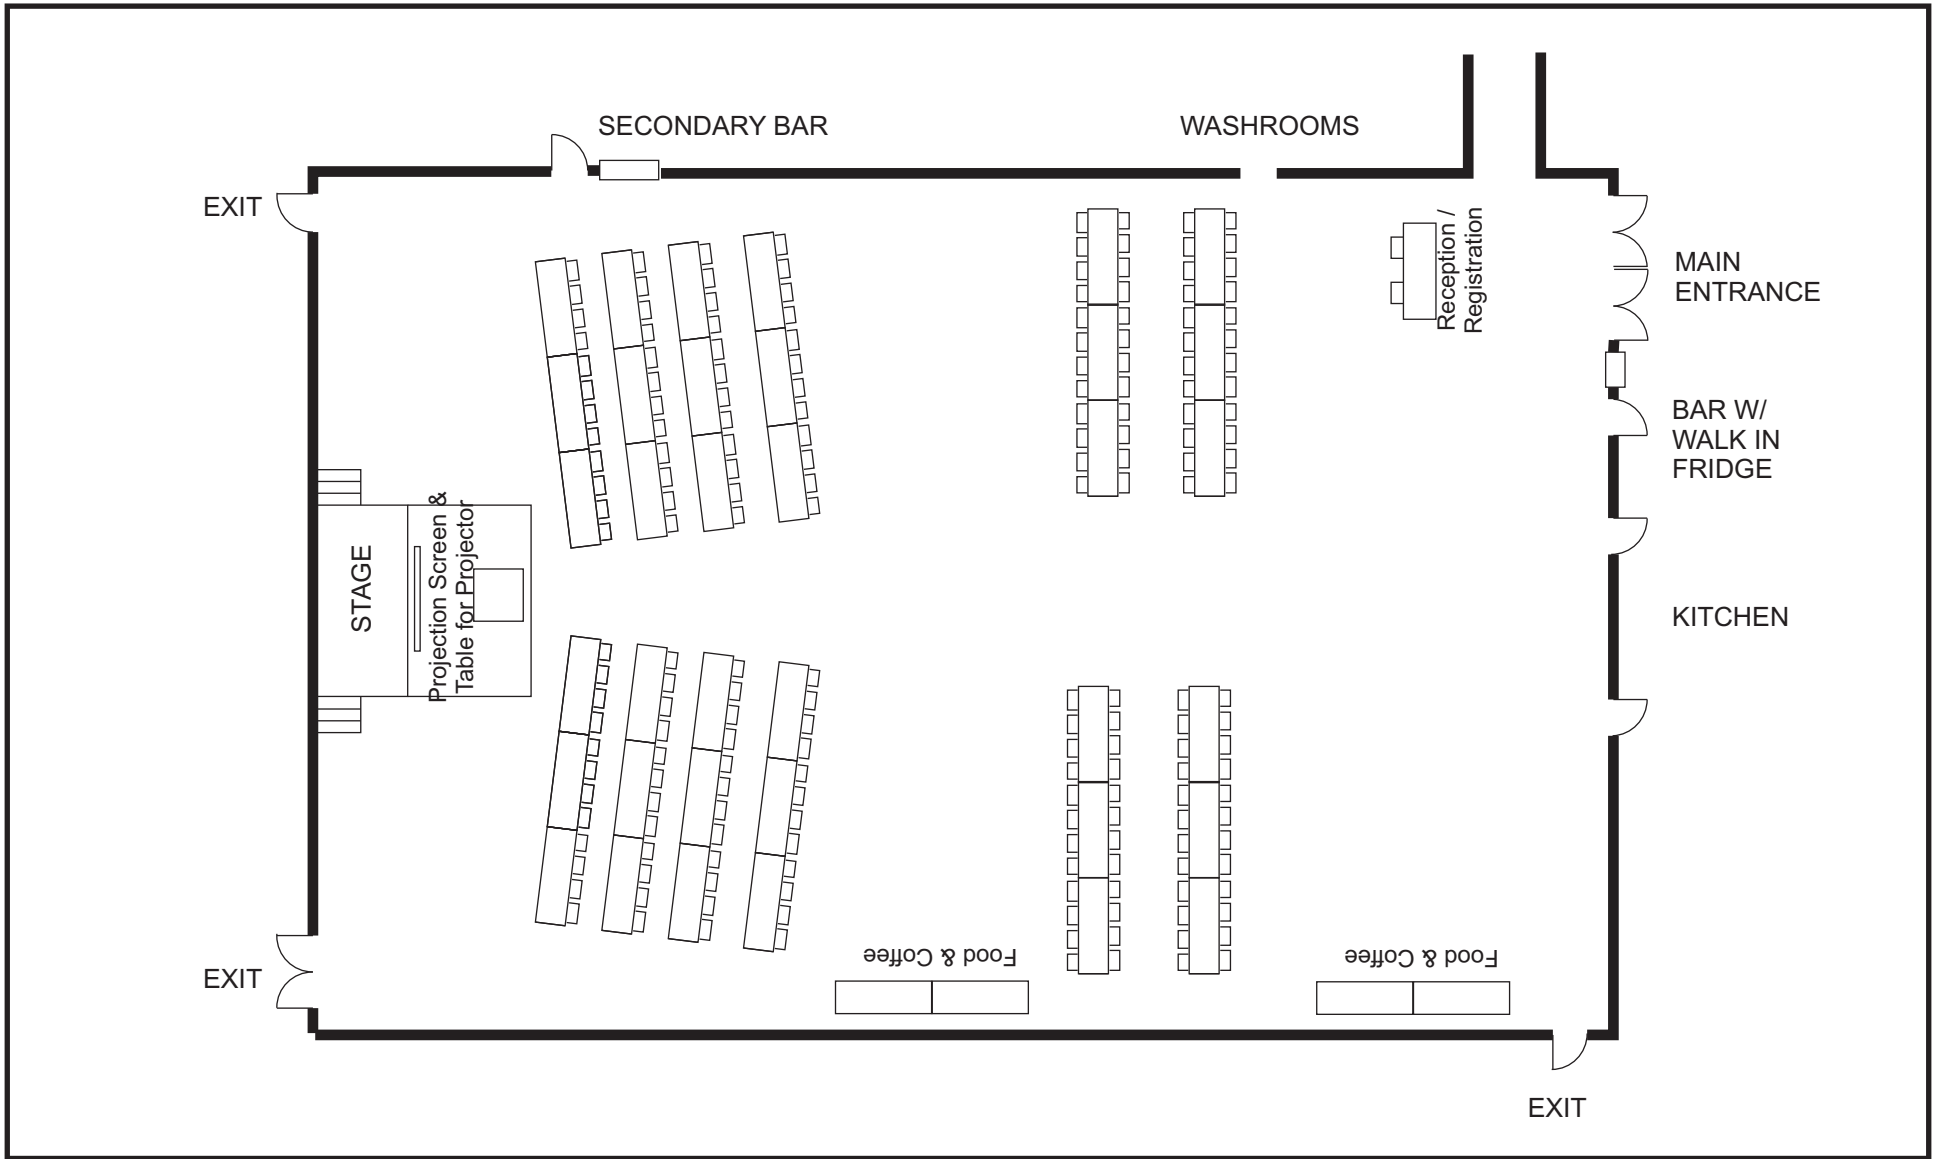 SECONDARY BAR
WASHROOMS
EXIT
Reception /
Registration
MAIN
ENTRANCE
BAR W/
WALK IN
FRIDGE
STAGE
Projection Screen &
Table for Projector
KITCHEN
Food & Coffee
Food & Coffee
EXIT
EXIT